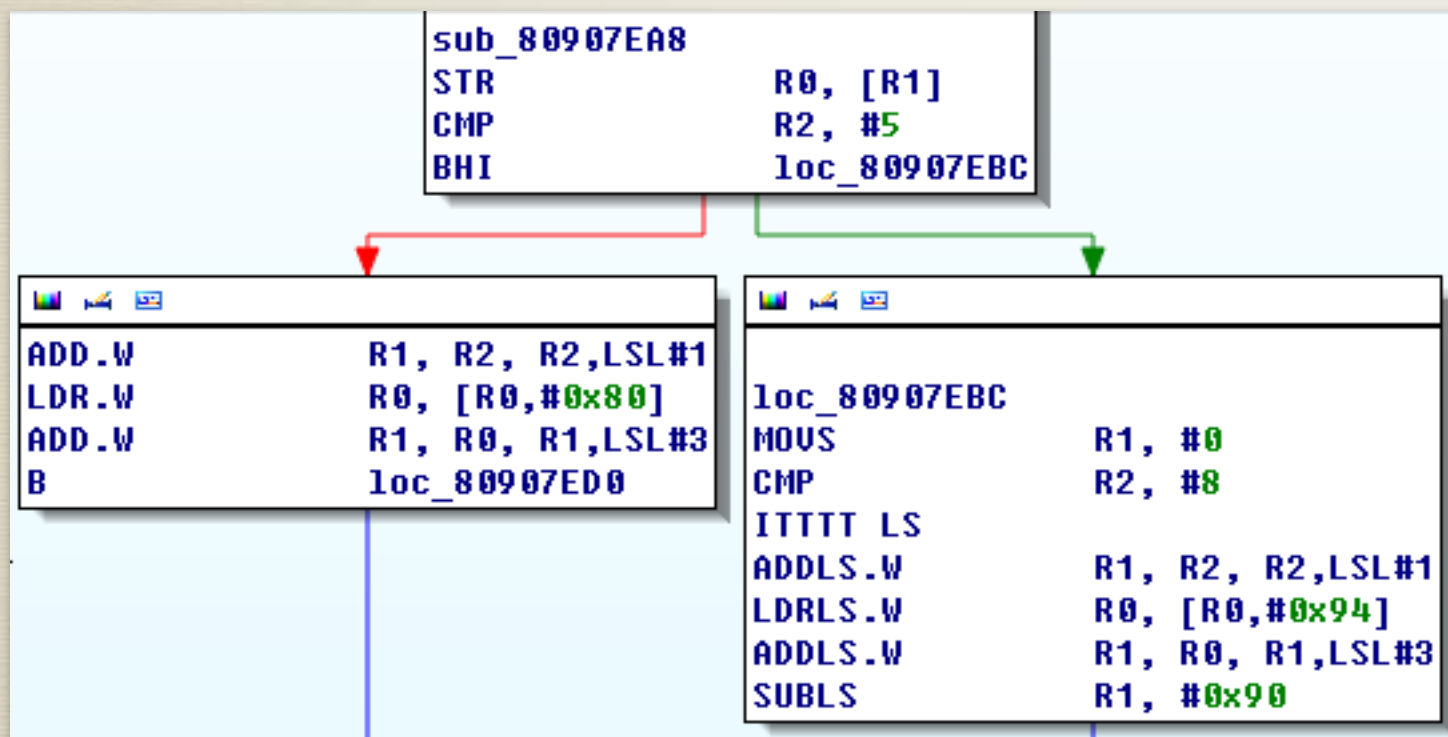 sub_80907EA8
STR R0, [R1]
CMP R2, #5
BHI loc_80907EBC
ADD.W R1, R2, R2,LSL#1
LDR.W R0, [R0,#0x80]
ADD.W R1, R0, R1,LSL#3
B loc_80907ED0
loc_80907EBC
MOVS R1, #0
CMP R2, #8
ITTTT LS
ADDLS.W R1, R2, R2,LSL#1
LDRLS.W R0, [R0,#0x94]
ADDLS.W R1, R0, R1,LSL#3
SUBLS R1, #0x90